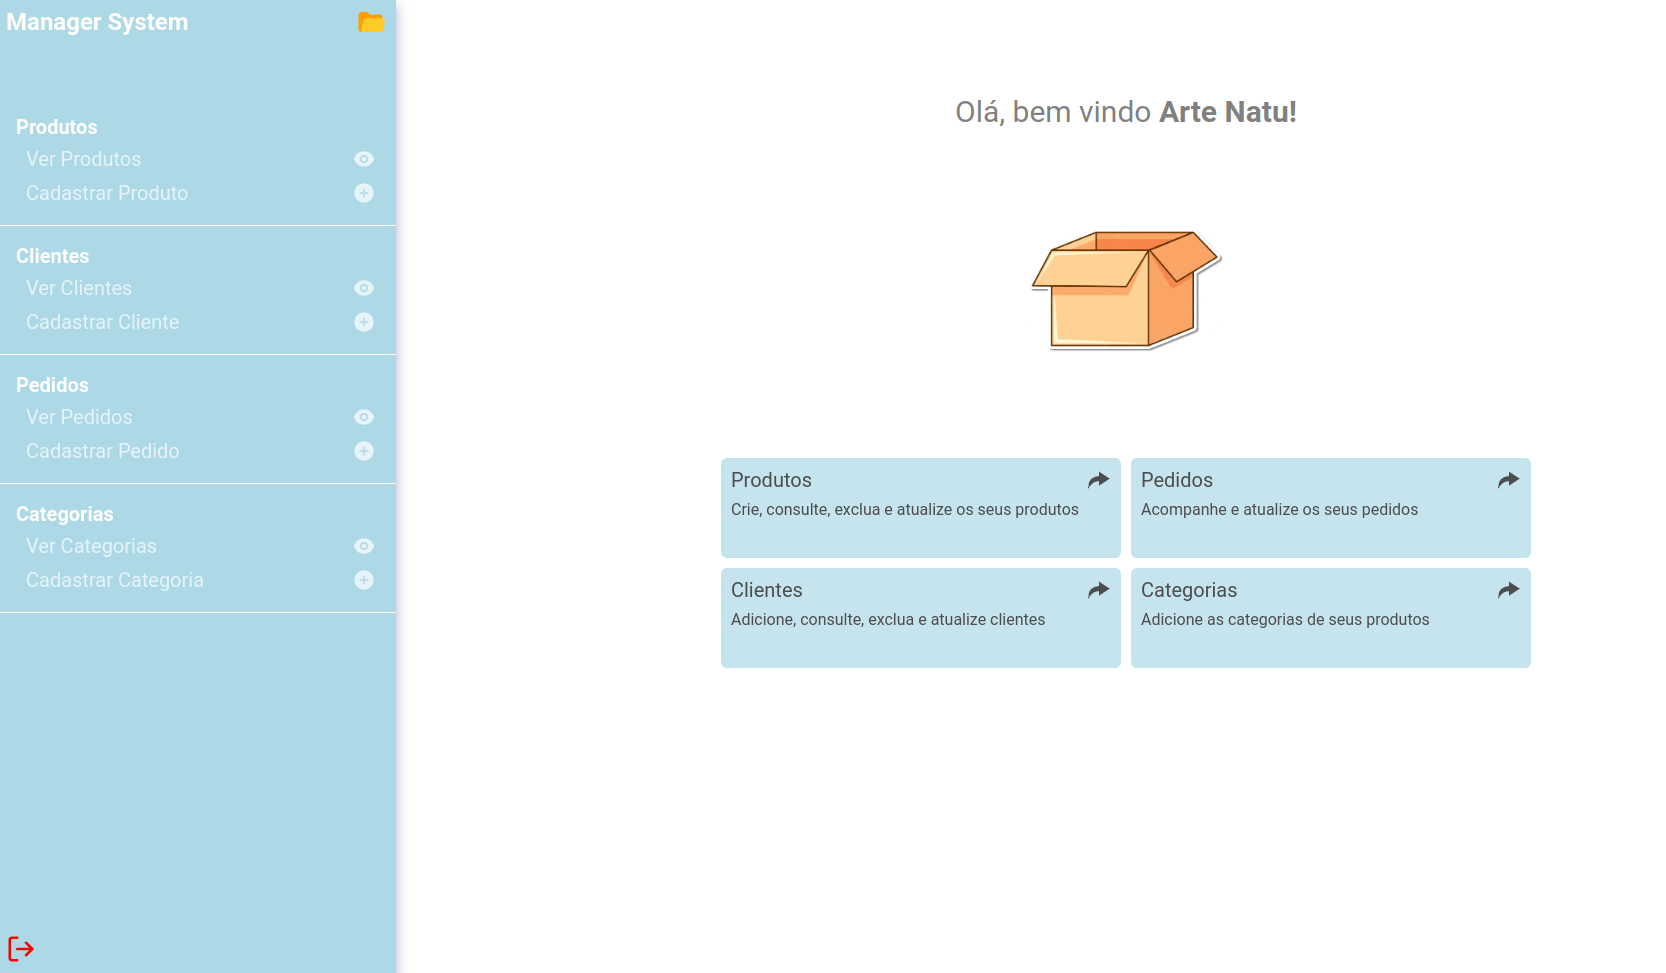 Manager System
Produtos
Ver Produtos
Cadastrar Produto
Clientes
Ver Clientes
Cadastrar Cliente
Pedidos
Ver Pedidos
Cadastrar Pedido
Categorias
Ver Categorias
Cadastrar Categoria
Olá, bem vindo Arte Natu!
Produtos
Crie, consulte, exclua e atualize os seus produtos
Pedidos
Acompanhe e atualize os seus pedidos
Clientes
Adicione, consulte, exclua e atualize clientes
Categorias
Adicione as categorias de seus produtos